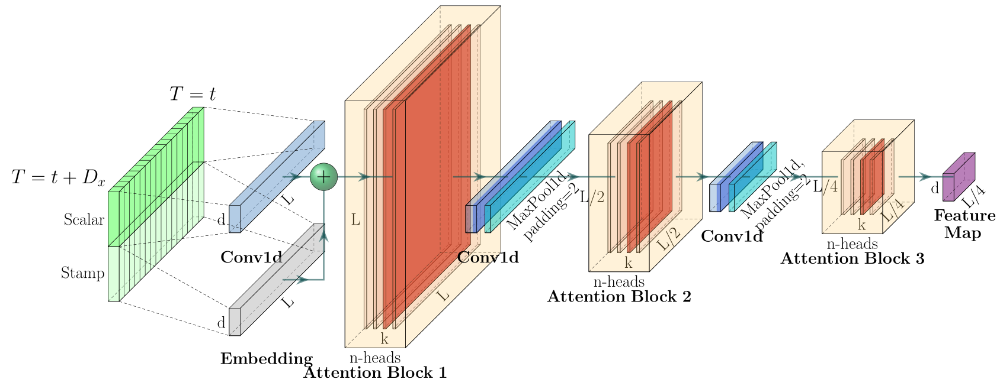 T = t
T = t + Dₓ
Scalar
Stamp
d
L
Conv1d
d
L
Embedding
+
L
k
L
n-heads
Attention Block 1
Conv1d
MaxPool1d,
padding=2
L/2
k
L/2
n-heads
Attention Block 2
Conv1d
MaxPool1d,
padding=2
L/4
k
L/4
n-heads
Attention Block 3
d
L/4
Feature
Map